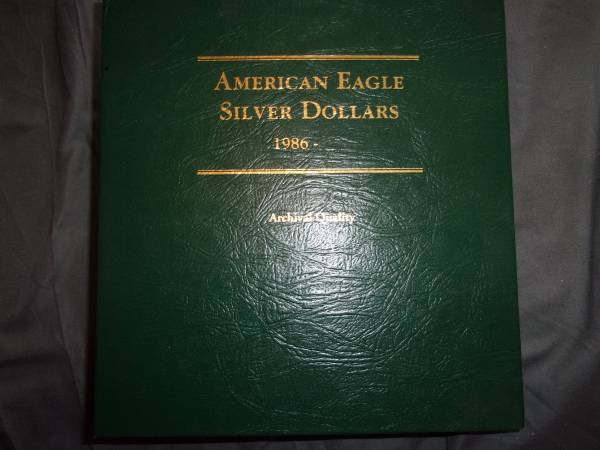 AMERICAN EAGLE
SILVER DOLLARS
1986 -
Archival Quality